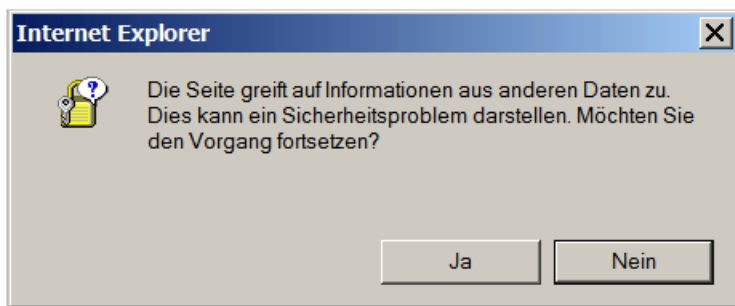 Internet Explorer
Die Seite greift auf Informationen aus anderen Daten zu.
Dies kann ein Sicherheitsproblem darstellen. Möchten Sie
den Vorgang fortsetzen?
Ja
Nein